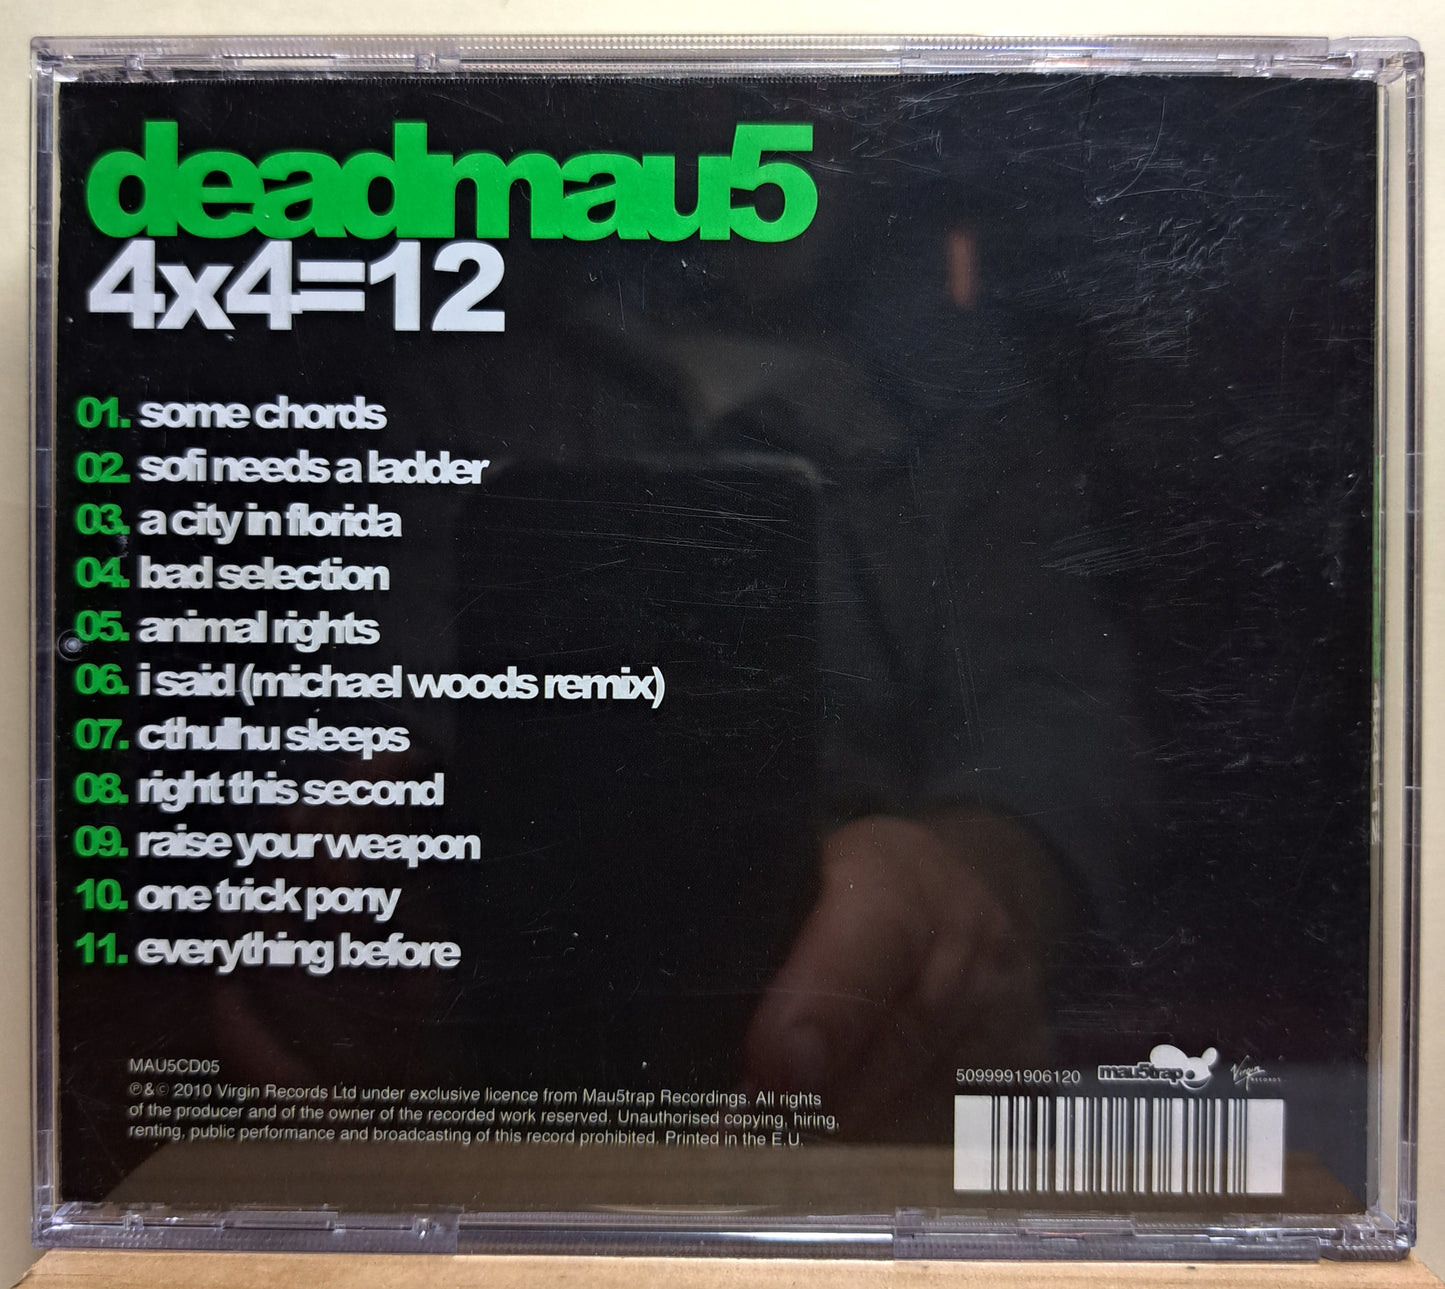 deadmau5
4x4=12
01. some chords
02. sofi needs a ladder
03. a city in florida
04. bad selection
05. animal rights
06. i said (michael woods remix)
07. cthulhu sleeps
08. right this second
09. raise your weapon
10. one trick pony
11. everything before
MAU5CD05
℗&© 2010 Virgin Records Ltd under exclusive licence from Mau5trap Recordings. All rights
of the producer and of the owner of the recorded work reserved. Unauthorised copying, hiring,
renting, public performance and broadcasting of this record prohibited. Printed in the E.U.
5099991906120 mau5trap Virgin
RECORDS